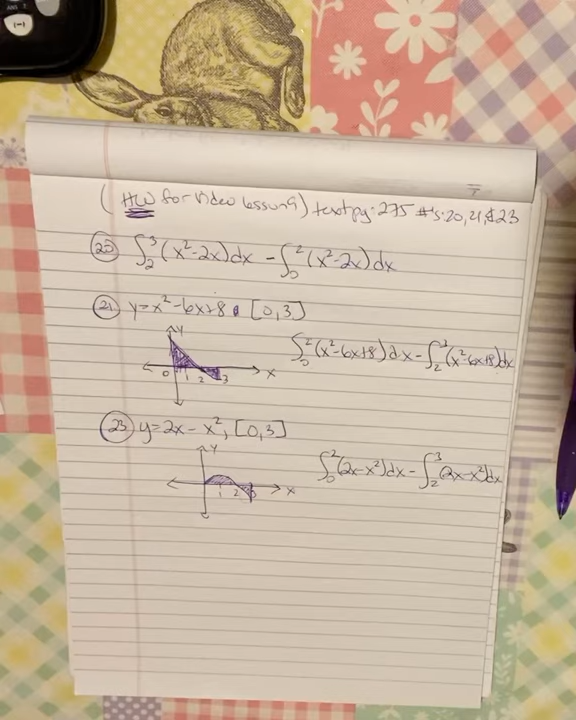 (HW for video lesson 9) text pg. 275 #'s: 20, 21, & 23
(20) ∫₂³ (x²-2x)dx - ∫₀² (x²-2x)dx
(21) y=x²-6x+8 [0,3]
y
∫₀² (x²-6x+8)dx - ∫₂³ (x²-6x+8)dx
0 1 2 3 x
(23) y=2x-x², [0,3]
y
∫₀² (2x-x²)dx - ∫₂³ (2x-x²)dx
1 2 3 x
(-)